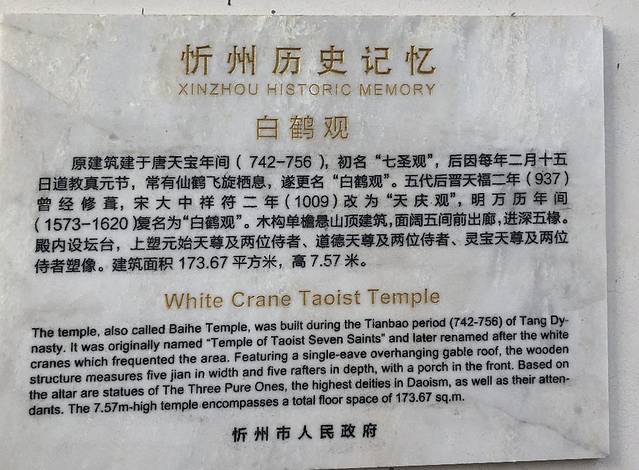 忻州历史记忆
XINZHOU HISTORIC MEMORY
白鹤观
原建筑建于唐天宝年间（742-756），初名“七圣观”，后因每年二月十五
日道教真元节，常有仙鹤飞旋栖息，遂更名“白鹤观”。五代后晋天福二年（937）
曾经修葺，宋大中祥符二年（1009）改为“天庆观”，明万历年间
（1573-1620）复名为“白鹤观”。木构单檐悬山顶建筑，面阔五间前出廊，进深五椽。
殿内设坛台，上塑元始天尊及两位侍者、道德天尊及两位侍者、灵宝天尊及两位
侍者塑像。建筑面积 173.67 平方米，高 7.57 米。
White Crane Taoist Temple
The temple, also called Baihe Temple, was built during the Tianbao period (742-756) of Tang Dy-
nasty. It was originally named “Temple of Taoist Seven Saints” and later renamed after the white
cranes which frequented the area. Featuring a single-eave overhanging gable roof, the wooden
structure measures five jian in width and five rafters in depth, with a porch in the front. Based on
the altar are statues of The Three Pure Ones, the highest deities in Daoism, as well as their atten-
dants. The 7.57m-high temple encompasses a total floor space of 173.67 sq.m.
忻州市人民政府